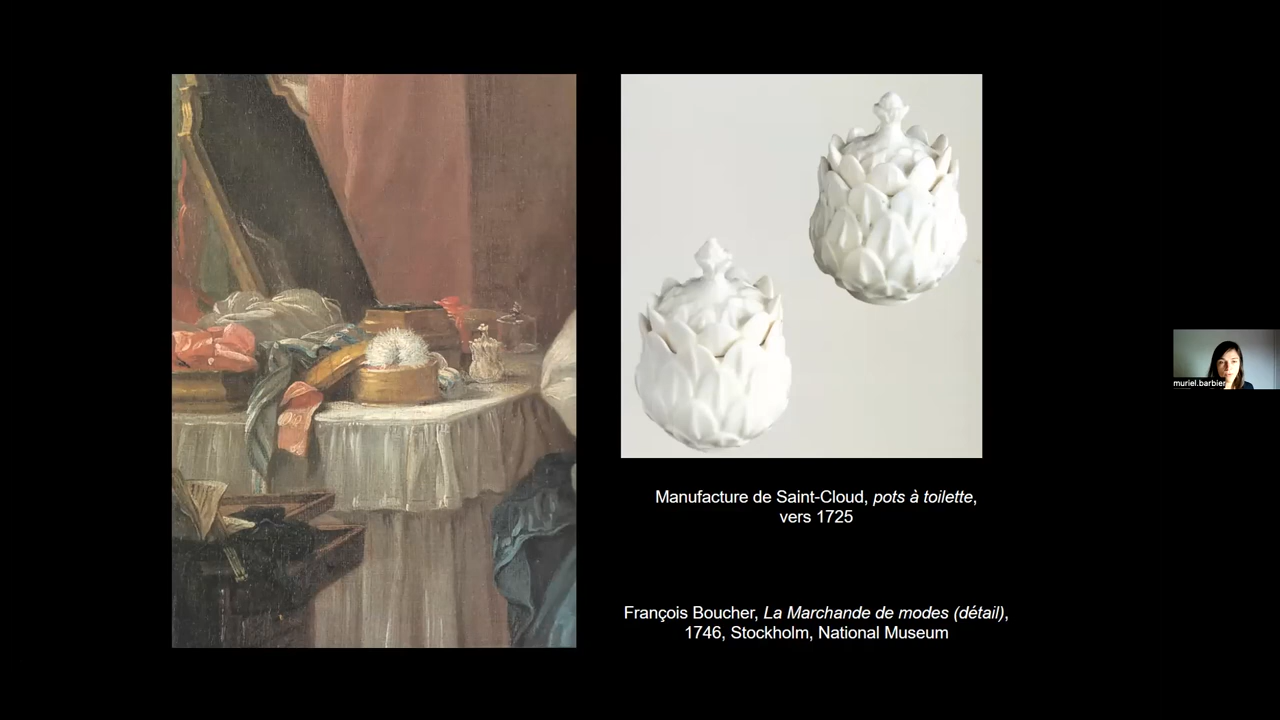 Manufacture de Saint-Cloud, pots à toilette,
vers 1725
muriel.barbier
François Boucher, La Marchande de modes (détail),
1746, Stockholm, National Museum